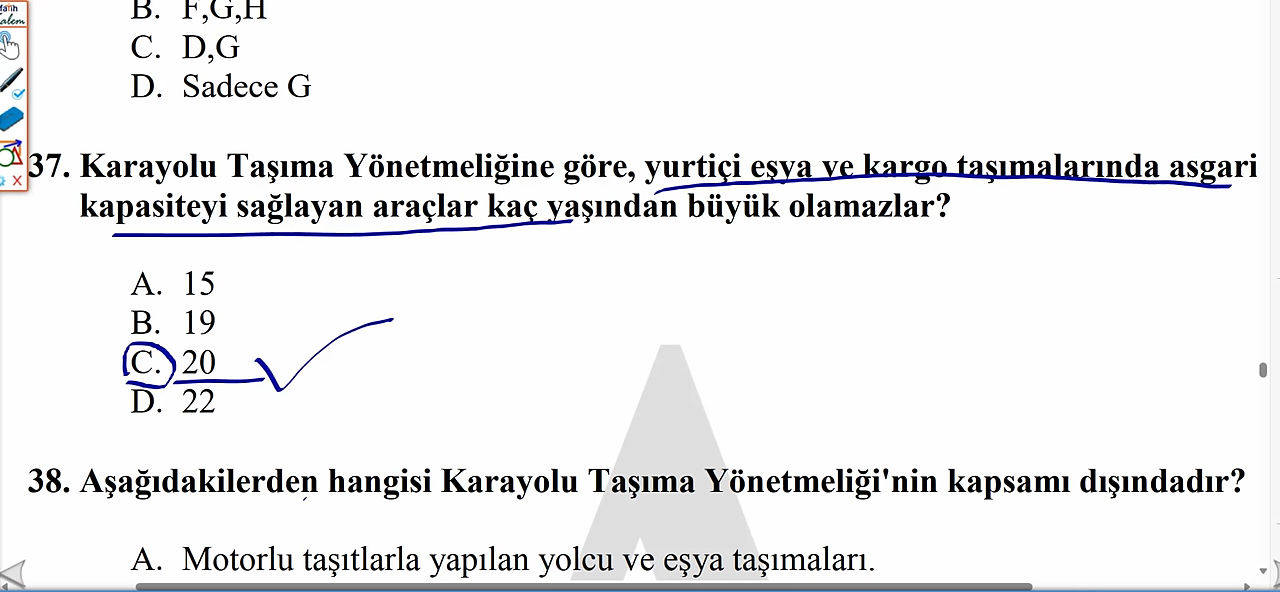 fatih
kalem
B. F,G,H
C. D,G
D. Sadece G
37. Karayolu Taşıma Yönetmeliğine göre, yurtiçi eşya ve kargo taşımalarında asgari
kapasiteyi sağlayan araçlar kaç yaşından büyük olamazlar?
A. 15
B. 19
C. 20
D. 22
38. Aşağıdakilerden hangisi Karayolu Taşıma Yönetmeliği'nin kapsamı dışındadır?
A. Motorlu taşıtlarla yapılan yolcu ve eşya taşımaları.